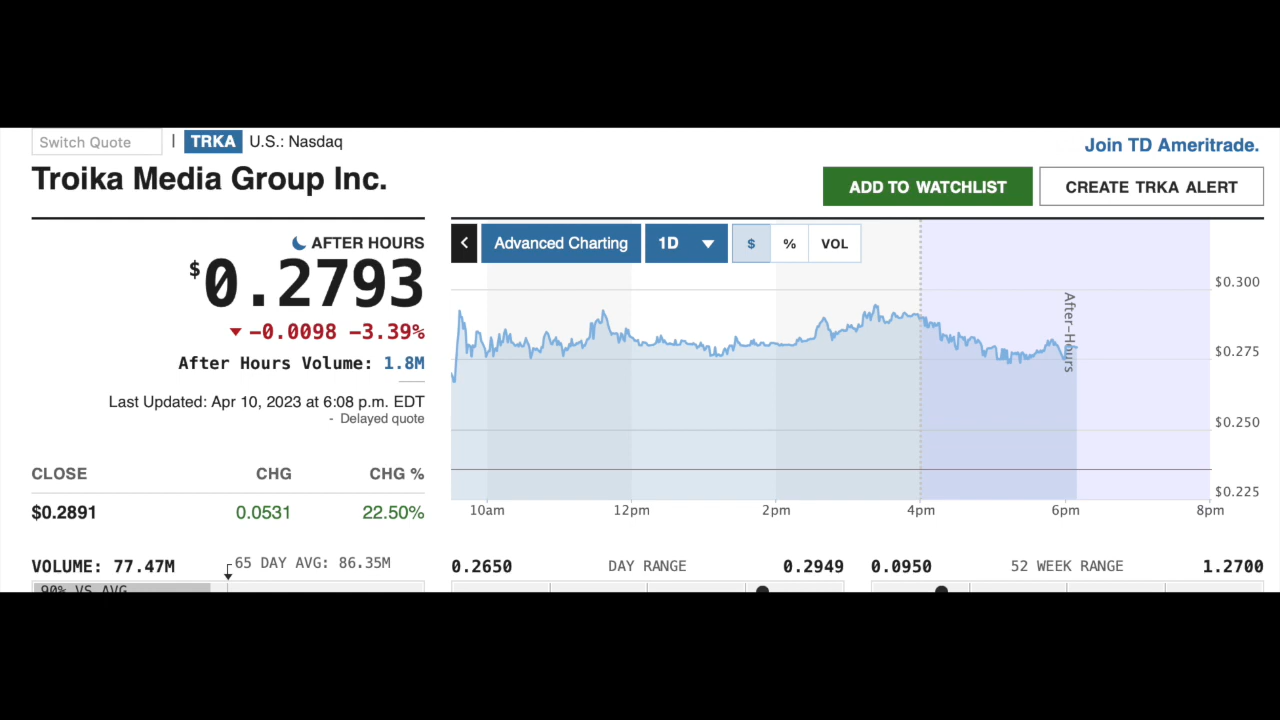 Switch Quote | TRKA U.S.: Nasdaq
Join TD Ameritrade.
Troika Media Group Inc.
ADD TO WATCHLIST CREATE TRKA ALERT
AFTER HOURS
$0.2793
-0.0098 -3.39%
After Hours Volume: 1.8M
Last Updated: Apr 10, 2023 at 6:08 p.m. EDT
- Delayed quote
CLOSE CHG CHG %
$0.2891 0.0531 22.50%
VOLUME: 77.47M 65 DAY AVG: 86.35M
90% VS AVG
< Advanced Charting 1D $ % VOL
After-Hours
$0.300
$0.275
$0.250
$0.225
10am 12pm 2pm 4pm 6pm 8pm
0.2650 DAY RANGE 0.2949
0.0950 52 WEEK RANGE 1.2700